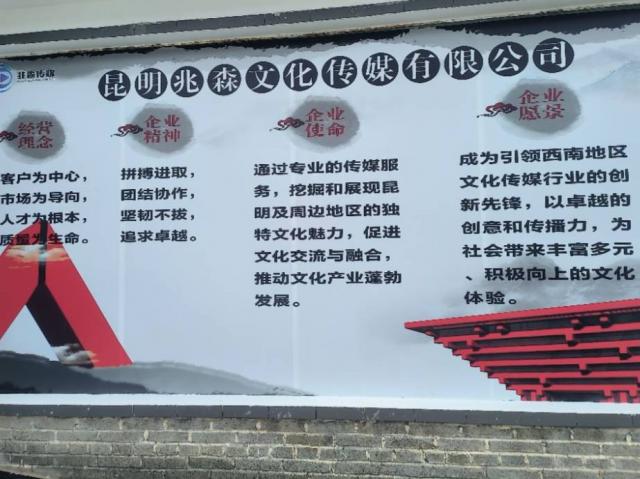 兆森传媒
昆明兆森文化传媒有限公司
经营
理念
客户为中心，
市场为导向，
人才为根本，
质量为生命。
企业
精神
拼搏进取，
团结协作，
坚韧不拔，
追求卓越。
企业
使命
通过专业的传媒服
务，挖掘和展现昆
明及周边地区的独
特文化魅力，促进
文化交流与融合，
推动文化产业蓬勃
发展。
企业
愿景
成为引领西南地区
文化传媒行业的创
新先锋，以卓越的
创意和传播力，为
社会带来丰富多元
、积极向上的文化
体验。